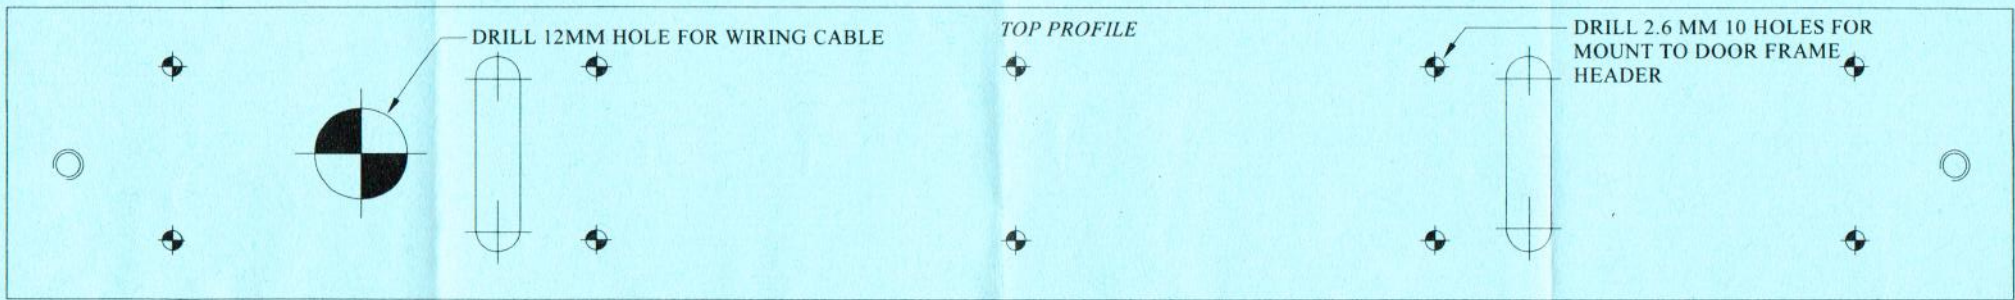 DRILL 12MM HOLE FOR WIRING CABLE
TOP PROFILE
DRILL 2.6 MM 10 HOLES FOR
MOUNT TO DOOR FRAME
HEADER